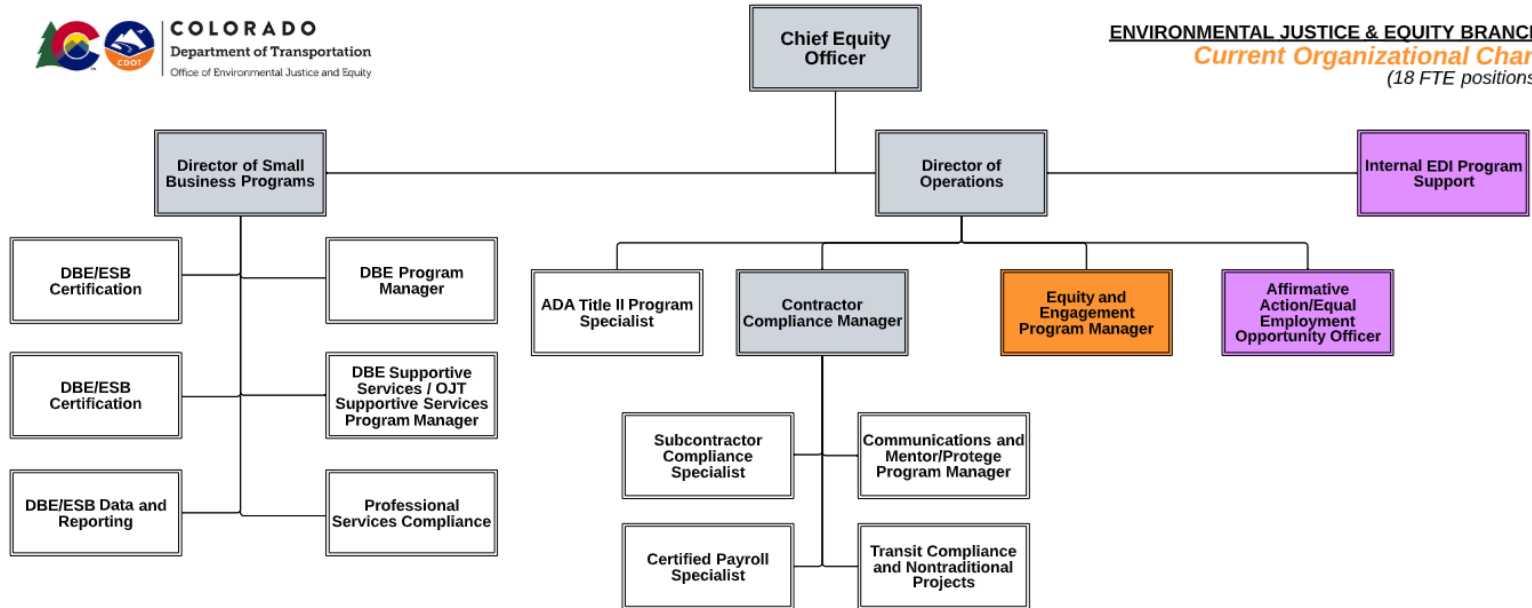 COLORADO
Department of Transportation
Office of Environmental Justice and Equity
CDOT
Chief Equity
Officer
ENVIRONMENTAL JUSTICE & EQUITY BRANCH
Current Organizational Char
(18 FTE positions
Director of Small
Business Programs
Director of
Operations
Internal EDI Program
Support
DBE/ESB
Certification
DBE Program
Manager
ADA Title II Program
Specialist
Contractor
Compliance Manager
Equity and
Engagement
Program Manager
Affirmative
Action/Equal
Employment
Opportunity Officer
DBE/ESB
Certification
DBE Supportive
Services / OJT
Supportive Services
Program Manager
Subcontractor
Compliance
Specialist
Communications and
Mentor/Protege
Program Manager
DBE/ESB Data and
Reporting
Professional
Services Compliance
Certified Payroll
Specialist
Transit Compliance
and Nontraditional
Projects